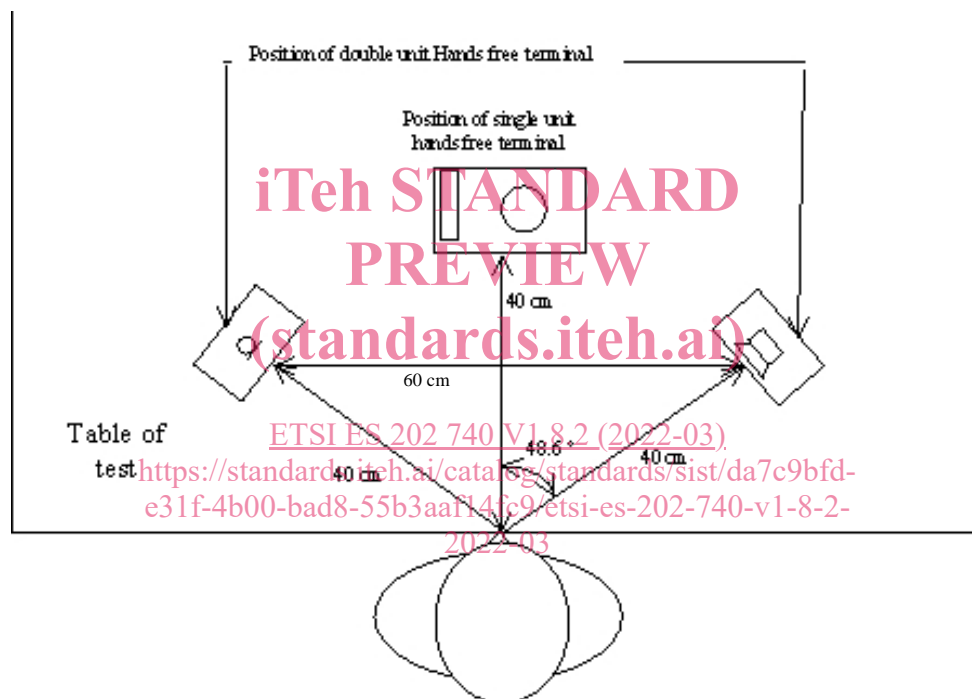 Position of double unit Hands free terminal
Position of single unit
hands free terminal
iTeh STANDARD
PREVIEW
(standards.iteh.ai)
40 cm
60 cm
Table of
test
ETSI ES 202 740 V1.8.2 (2022-03)
48.6 °
40 cm
40 cm
https://standards.iteh.ai/catalog/standards/sist/da7c9bfd-
e31f-4b00-bad8-55b3aaf14fc9/etsi-es-202-740-v1-8-2-
2022-03